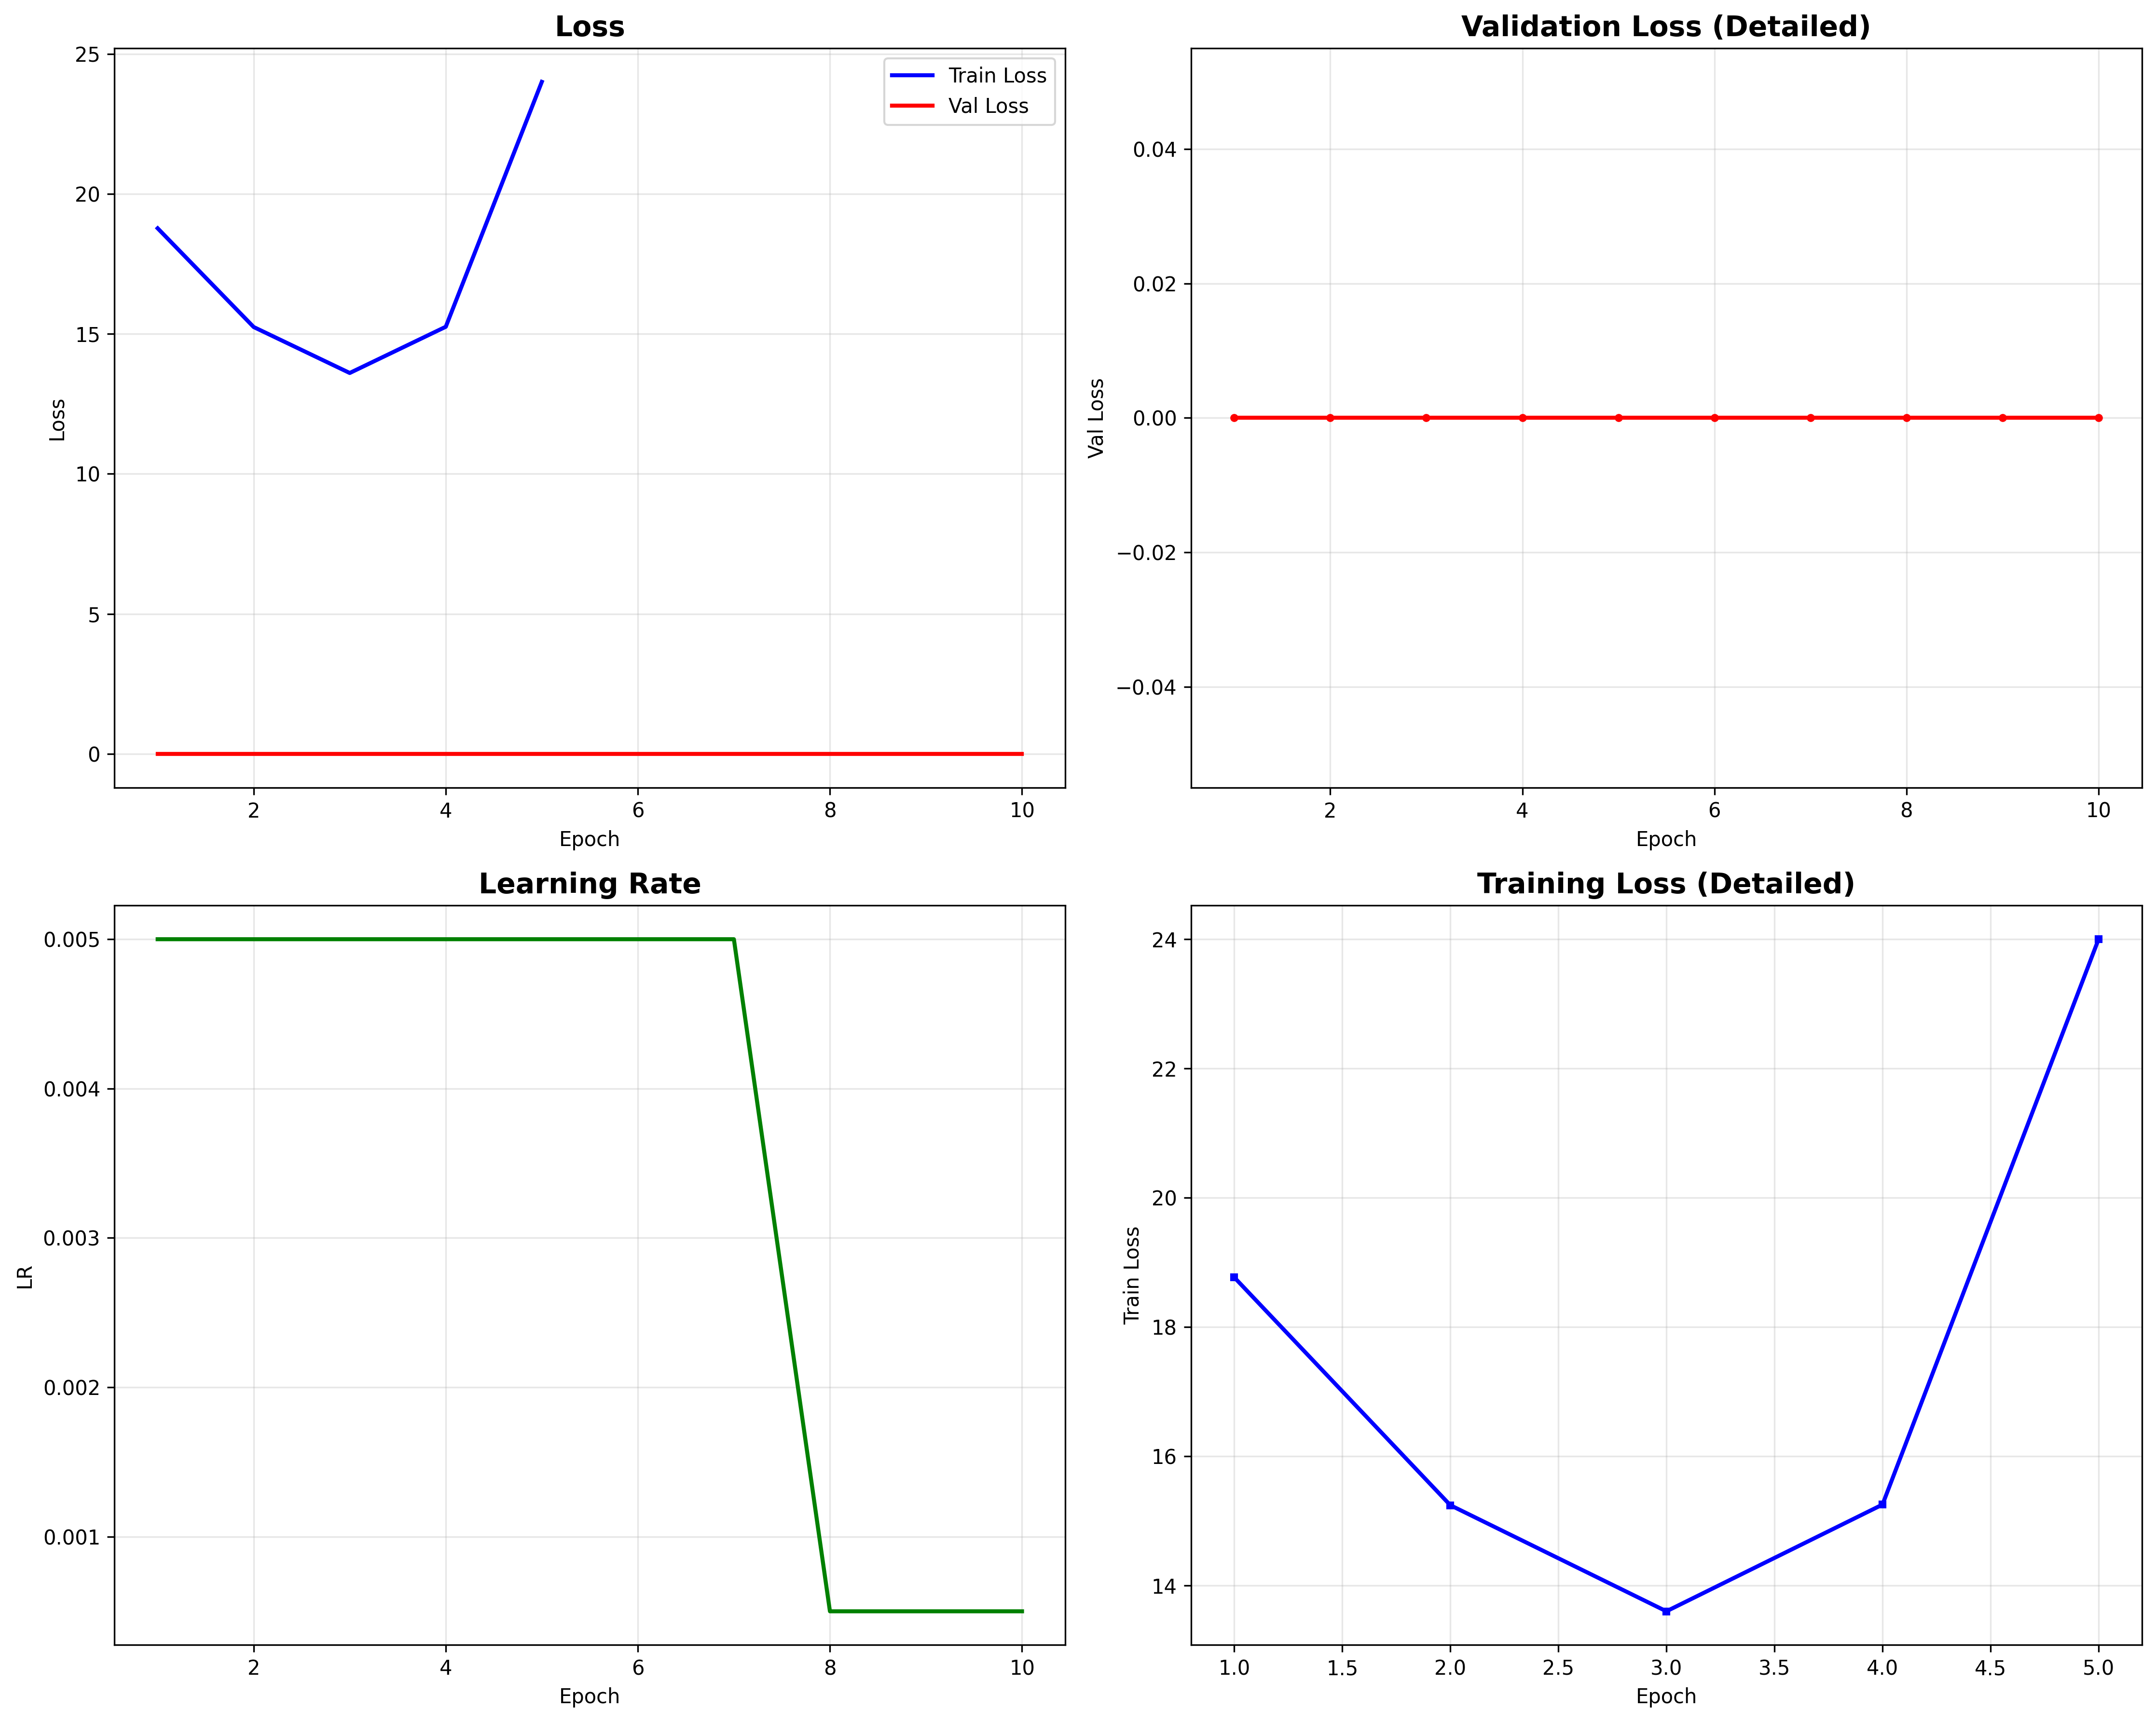 Loss
25
20
15
10
5
0
Loss
2 4 6 8 10
Epoch
Train Loss
Val Loss
Validation Loss (Detailed)
0.04
0.02
0.00
−0.02
−0.04
Val Loss
2 4 6 8 10
Epoch
Learning Rate
0.005
0.004
0.003
0.002
0.001
LR
2 4 6 8 10
Epoch
Training Loss (Detailed)
24
22
20
18
16
14
Train Loss
1.0 1.5 2.0 2.5 3.0 3.5 4.0 4.5 5.0
Epoch